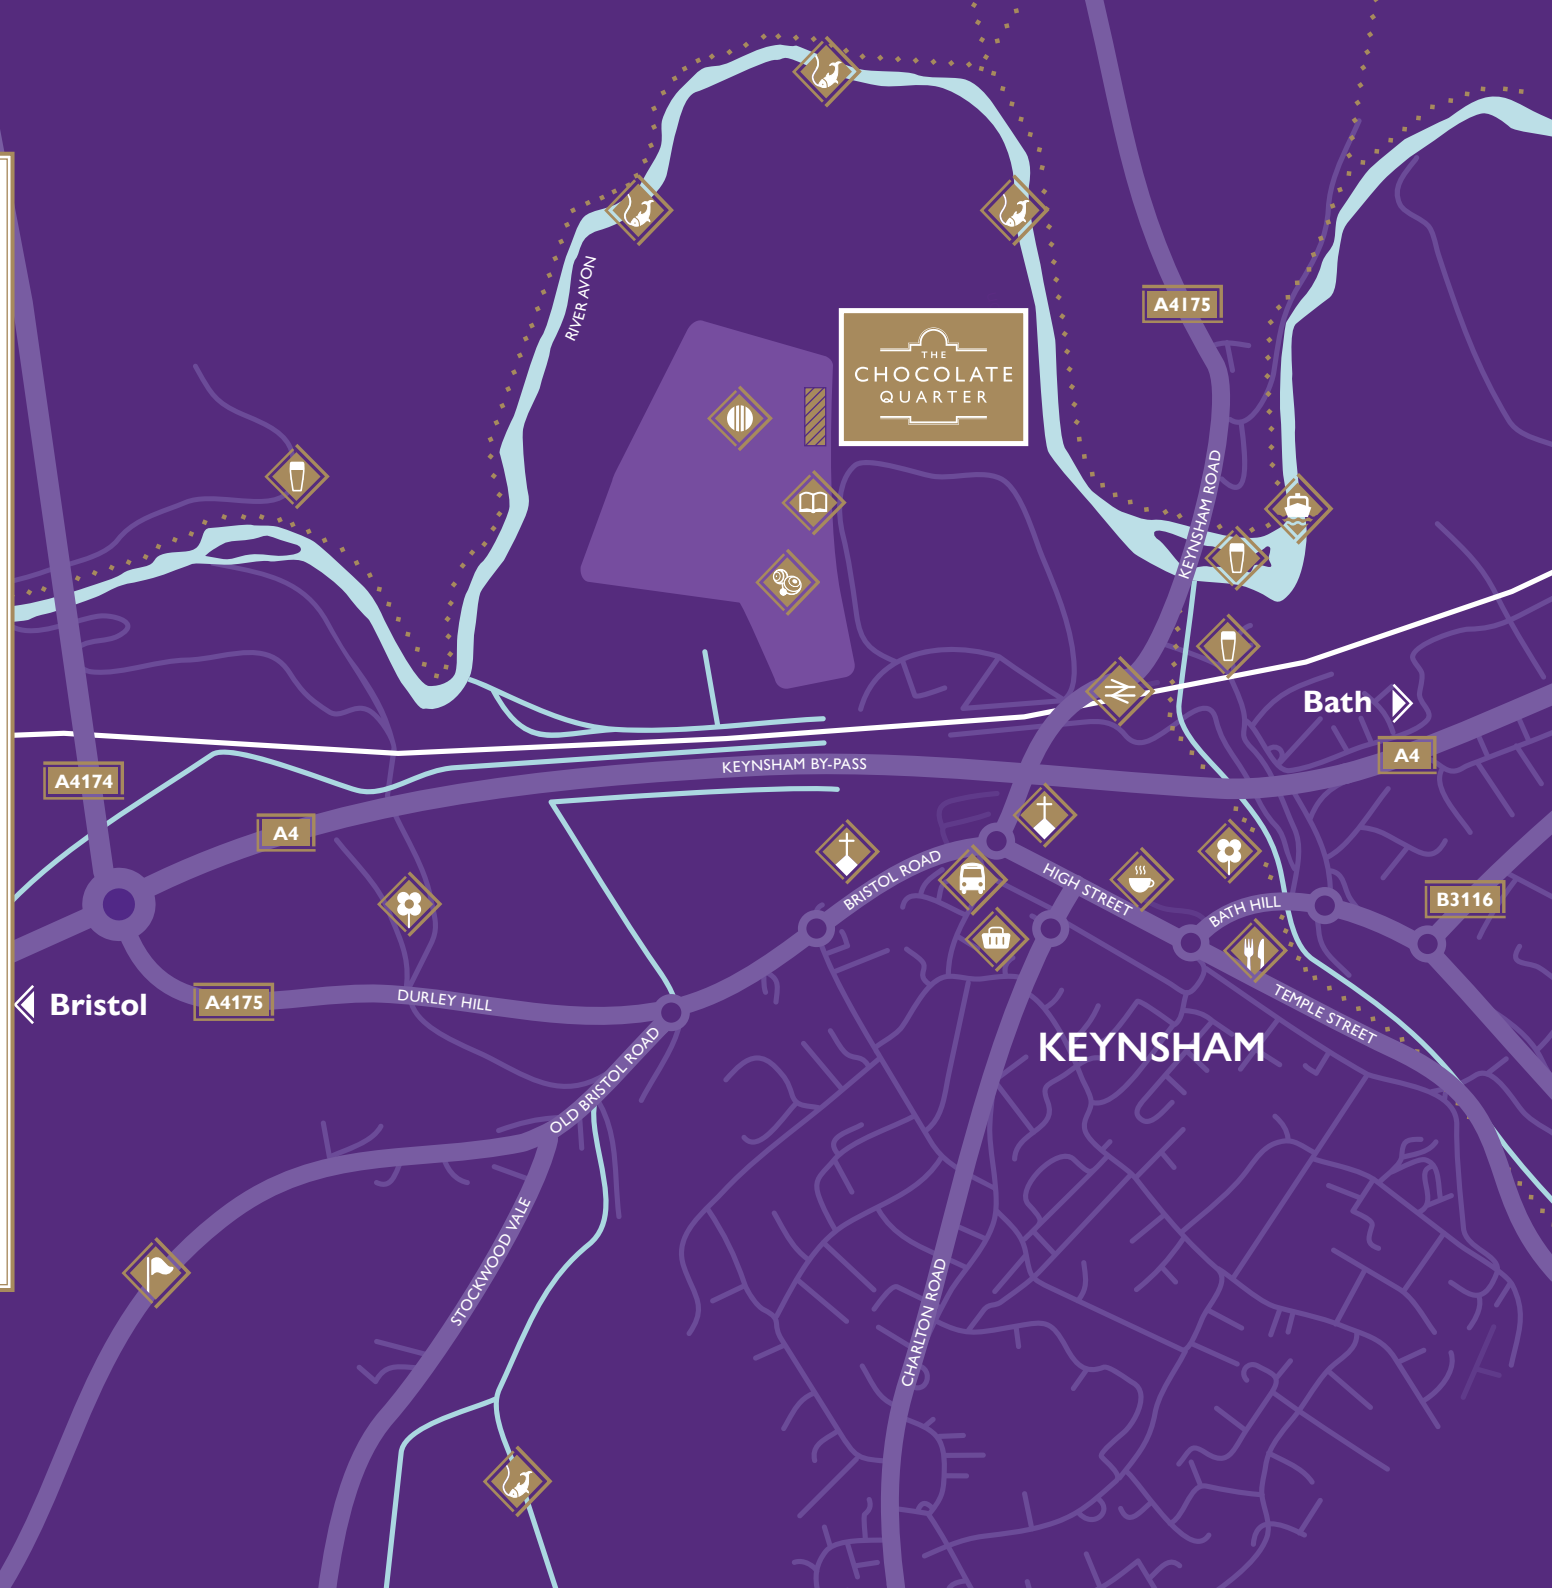 RIVER AVON
A4175
THE
CHOCOLATE
QUARTER
KEYNSHAM ROAD
Bath
A4
A4174
KEYNSHAM BY-PASS
A4
BRISTOL ROAD
HIGH STREET
BATH HILL
B3116
Bristol
A4175
DURLEY HILL
TEMPLE STREET
KEYNSHAM
OLD BRISTOL ROAD
STOCKWOOD VALE
CHARLTON ROAD